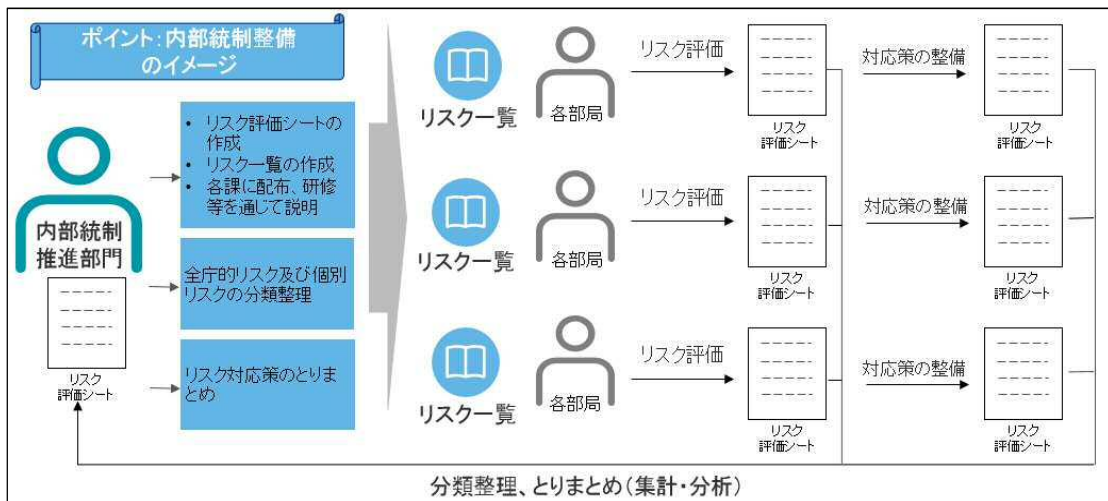 ポイント:内部統制整備
のイメージ
内部統制
推進部門
リスク
評価シート
• リスク評価シートの
作成
• リスク一覧の作成
• 各課に配布、研修
等を通じて説明
全庁的リスク及び個別
リスクの分類整理
リスク対応策のとりま
とめ
リスク一覧
各部局
リスク評価
リスク
評価シート
対応策の整備
リスク
評価シート
リスク一覧
各部局
リスク評価
リスク
評価シート
対応策の整備
リスク
評価シート
リスク一覧
各部局
リスク評価
リスク
評価シート
対応策の整備
リスク
評価シート
分類整理、とりまとめ(集計・分析)